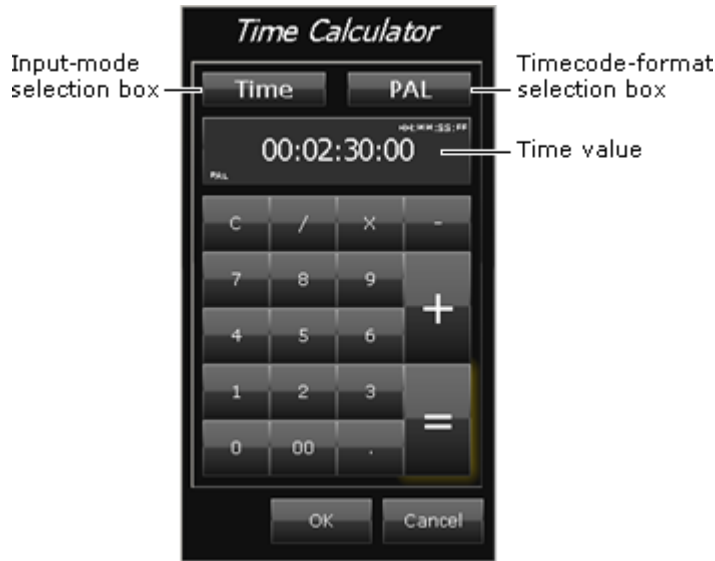 Time Calculator
Input-mode
selection box
Time
PAL
Timecode-format
selection box
HH:MM:SS:FF
00:02:30:00
Time value
PAL
C / X -
7 8 9 +
4 5 6
1 2 3 =
0 00 .
OK Cancel